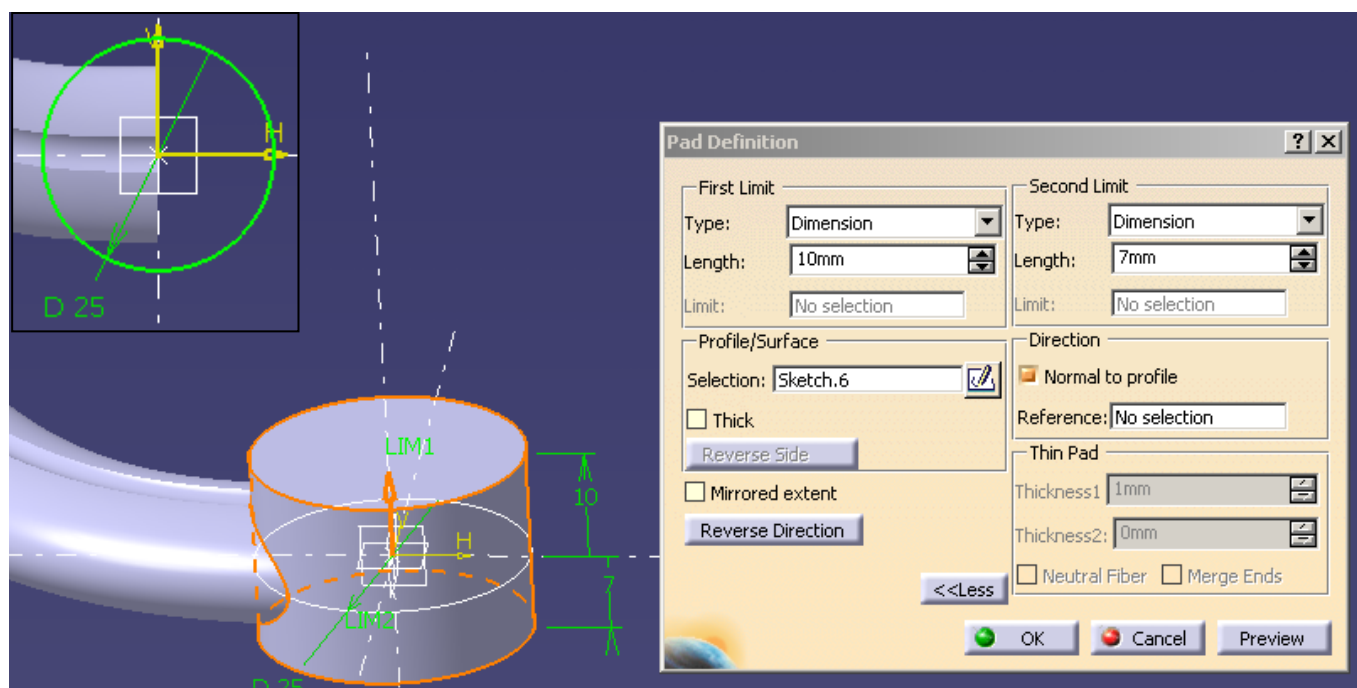 V
H
D 25
LIM1
10
V
H
7
LIM2
D 25
Pad Definition
? X
First Limit
Type: Dimension
Length: 10mm
Limit: No selection
Second Limit
Type: Dimension
Length: 7mm
Limit: No selection
Profile/Surface
Selection: Sketch.6
Thick
Reverse Side
Mirrored extent
Reverse Direction
Direction
Normal to profile
Reference: No selection
Thin Pad
Thickness1 1mm
Thickness2: 0mm
Neutral Fiber Merge Ends
<<Less
OK Cancel Preview